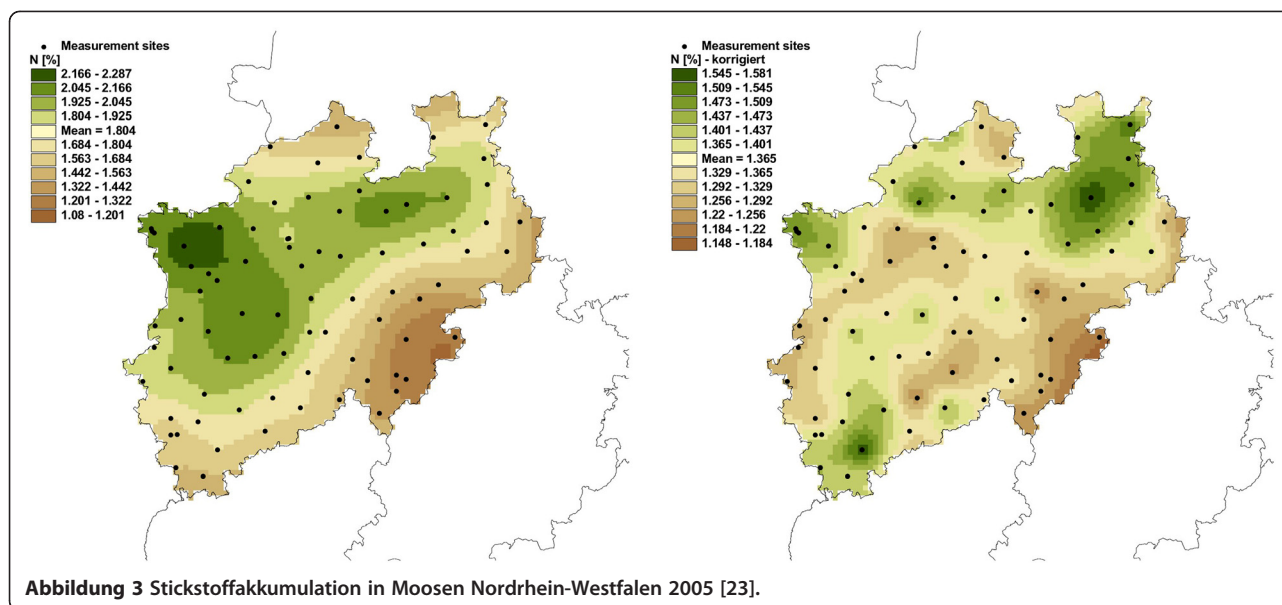 Measurement sites
N [%]
2.166 - 2.287
2.045 - 2.166
1.925 - 2.045
1.804 - 1.925
Mean = 1.804
1.684 - 1.804
1.563 - 1.684
1.442 - 1.563
1.322 - 1.442
1.201 - 1.322
1.08 - 1.201
Measurement sites
N [%] - korrigiert
1.545 - 1.581
1.509 - 1.545
1.473 - 1.509
1.437 - 1.473
1.401 - 1.437
1.365 - 1.401
Mean = 1.365
1.329 - 1.365
1.292 - 1.329
1.256 - 1.292
1.22 - 1.256
1.184 - 1.22
1.148 - 1.184
Abbildung 3 Stickstoffakkumulation in Moosen Nordrhein-Westfalen 2005 [23].